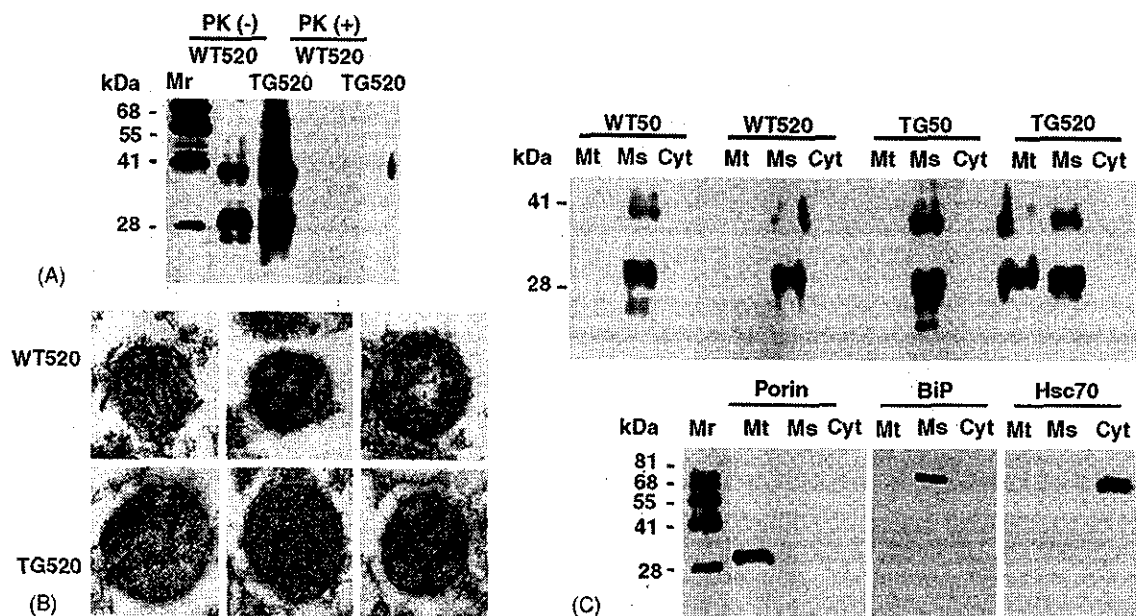 PK (-) PK (+)
WT520 WT520
kDa Mr TG520 TG520
68 -
55 -
41 -
28 -
(A)
WT520
TG520
(B)
WT50 WT520 TG50 TG520
kDa Mt Ms Cyt Mt Ms Cyt Mt Ms Cyt Mt Ms Cyt
41 -
28 -
Porin BiP Hsc70
kDa Mr Mt Ms Cyt Mt Ms Cyt Mt Ms Cyt
81 -
68 -
55 -
41 -
28 -
(C)